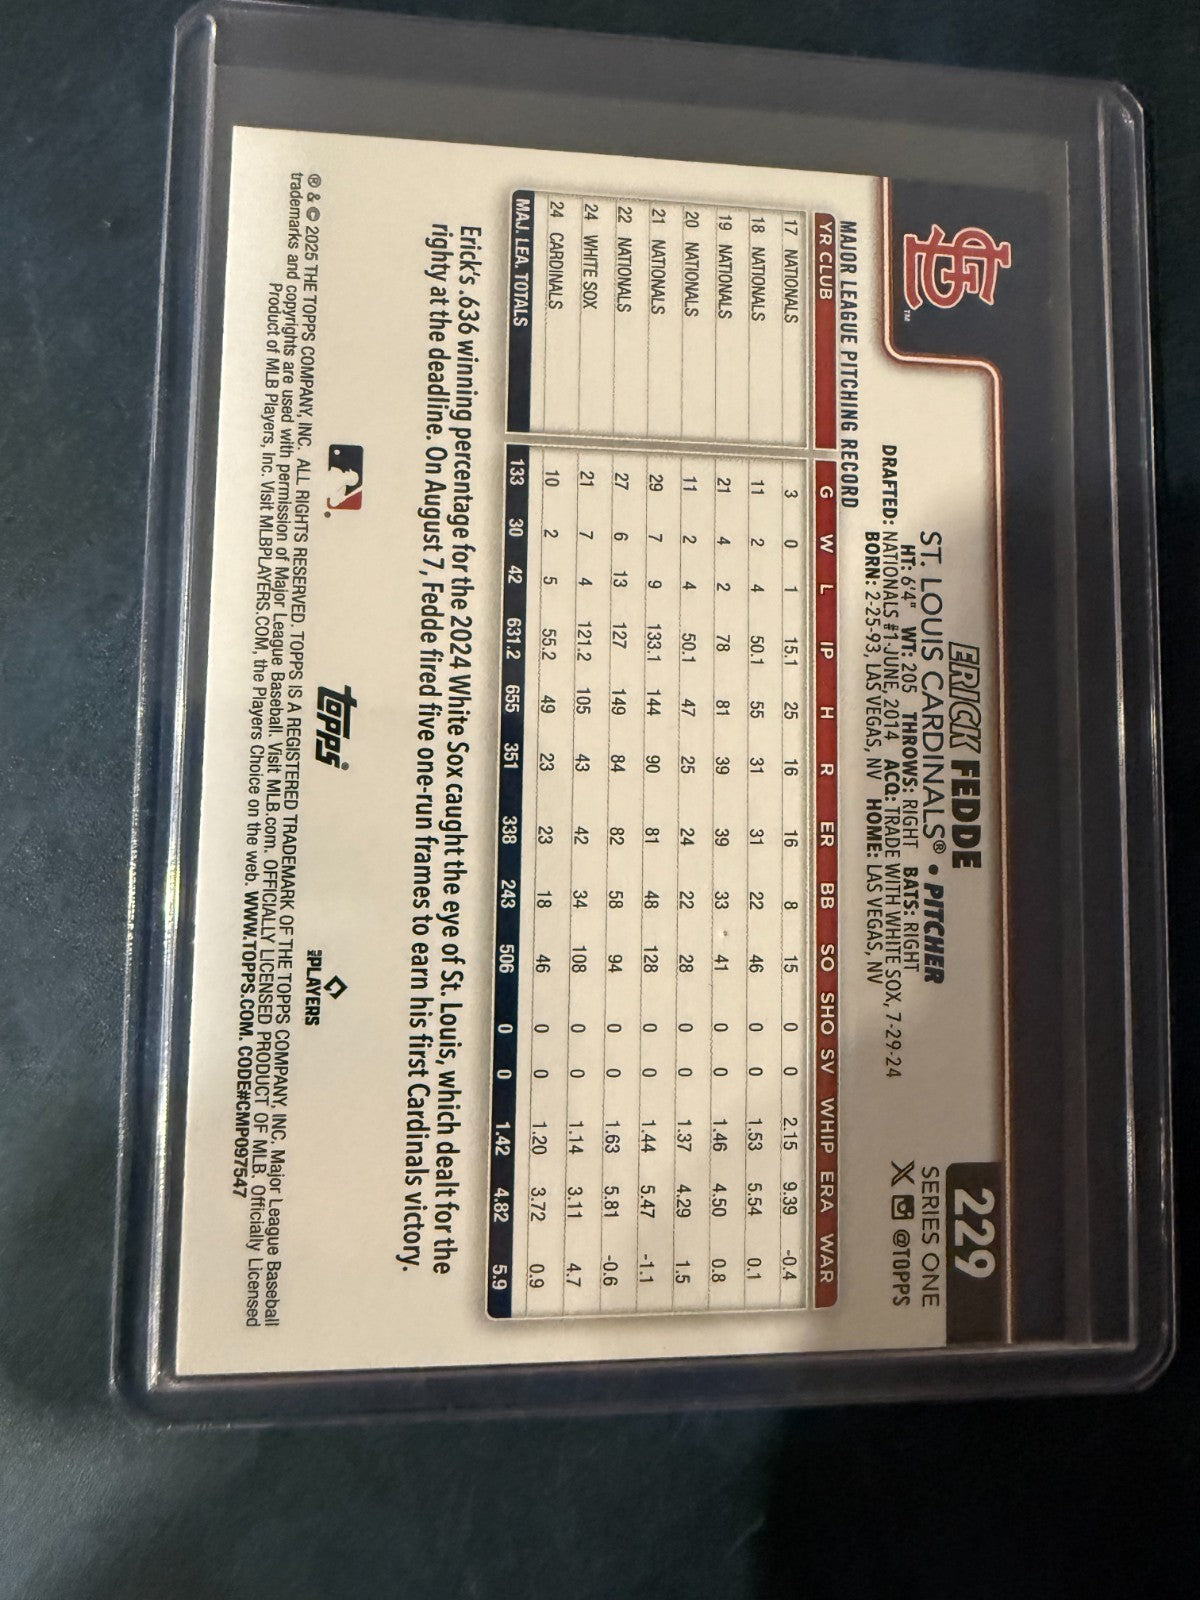 229
SERIES ONE
@TOPPS
STL
TM
ERICK FEDDE
ST. LOUIS CARDINALS® • PITCHER
HT: 6'4" WT: 205 THROWS: RIGHT BATS: RIGHT
DRAFTED: NATIONALS #1-JUNE, 2014 ACQ: TRADE WITH WHITE SOX, 7-29-24
BORN: 2-25-93, LAS VEGAS, NV HOME: LAS VEGAS, NV
MAJOR LEAGUE PITCHING RECORD
YR CLUB G W L IP H R ER BB SO SHO SV WHIP ERA WAR
17 NATIONALS 3 0 1 15.1 25 16 16 8 15 0 0 2.15 9.39 -0.4
18 NATIONALS 11 2 4 50.1 55 31 31 22 46 0 0 1.53 5.54 0.1
19 NATIONALS 21 4 2 78 81 39 39 33 41 0 0 1.46 4.50 0.8
20 NATIONALS 11 2 4 50.1 47 25 24 22 28 0 0 1.37 4.29 1.5
21 NATIONALS 29 7 9 133.1 144 90 81 48 128 0 0 1.44 5.47 -1.1
22 NATIONALS 27 6 13 127 149 84 82 58 94 0 0 1.63 5.81 -0.6
24 WHITE SOX 21 7 4 121.2 105 43 42 34 108 0 0 1.14 3.11 4.7
24 CARDINALS 10 2 5 55.2 49 23 23 18 46 0 0 1.20 3.72 0.9
MAJ. LEA. TOTALS 133 30 42 631.2 655 351 338 243 506 0 0 1.42 4.82 5.9
Erick's .636 winning percentage for the 2024 White Sox caught the eye of St. Louis, which dealt for the
righty at the deadline. On August 7, Fedde fired five one-run frames to earn his first Cardinals victory.
topps®
PLAYERS
® & © 2025 THE TOPPS COMPANY, INC. ALL RIGHTS RESERVED. TOPPS IS A REGISTERED TRADEMARK OF THE TOPPS COMPANY, INC. Major League Baseball
trademarks and copyrights are used with permission of Major League Baseball. Visit MLB.com. OFFICIALLY LICENSED PRODUCT OF MLB. Officially Licensed
Product of MLB Players, Inc. Visit MLBPLAYERS.COM, the Players Choice on the web. WWW.TOPPS.COM. CODE#CMP097547